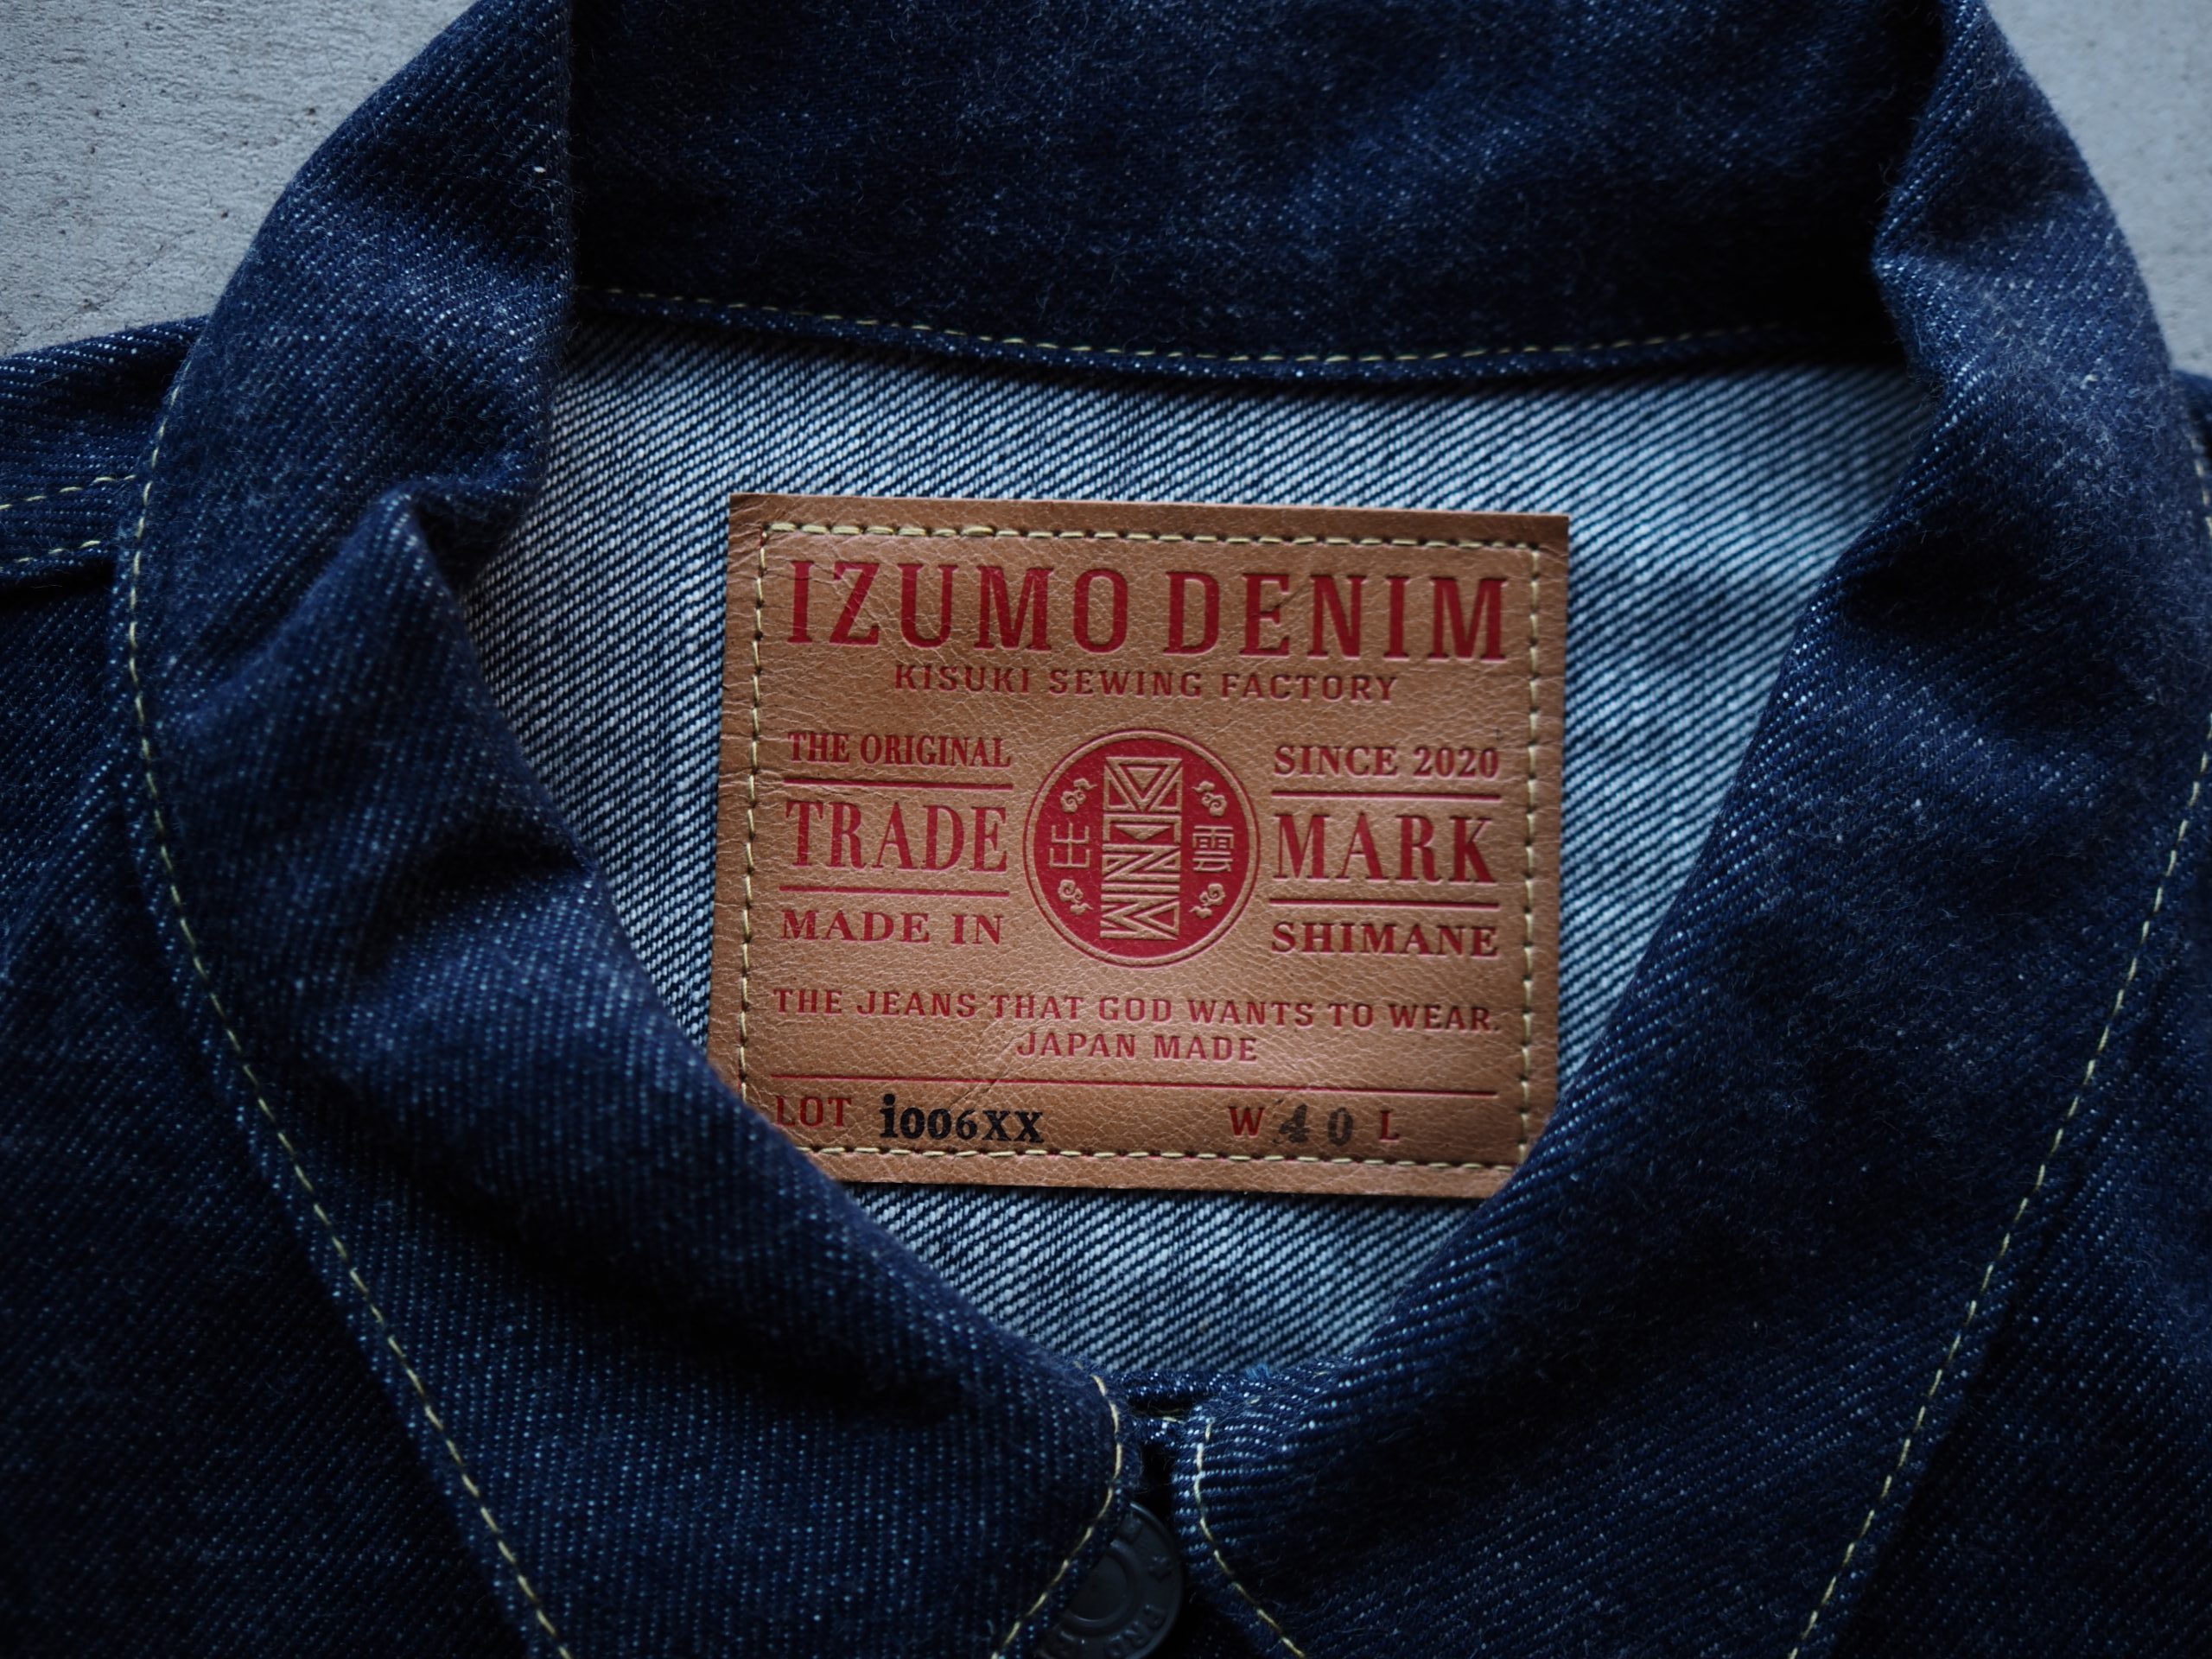 IZUMO DENIM
KISUKI SEWING FACTORY
THE ORIGINAL
SINCE 2020
TRADE
出
雲
MARK
MADE IN
SHIMANE
THE JEANS THAT GOD WANTS TO WEAR.
JAPAN MADE
LOT i006XX W 40 L